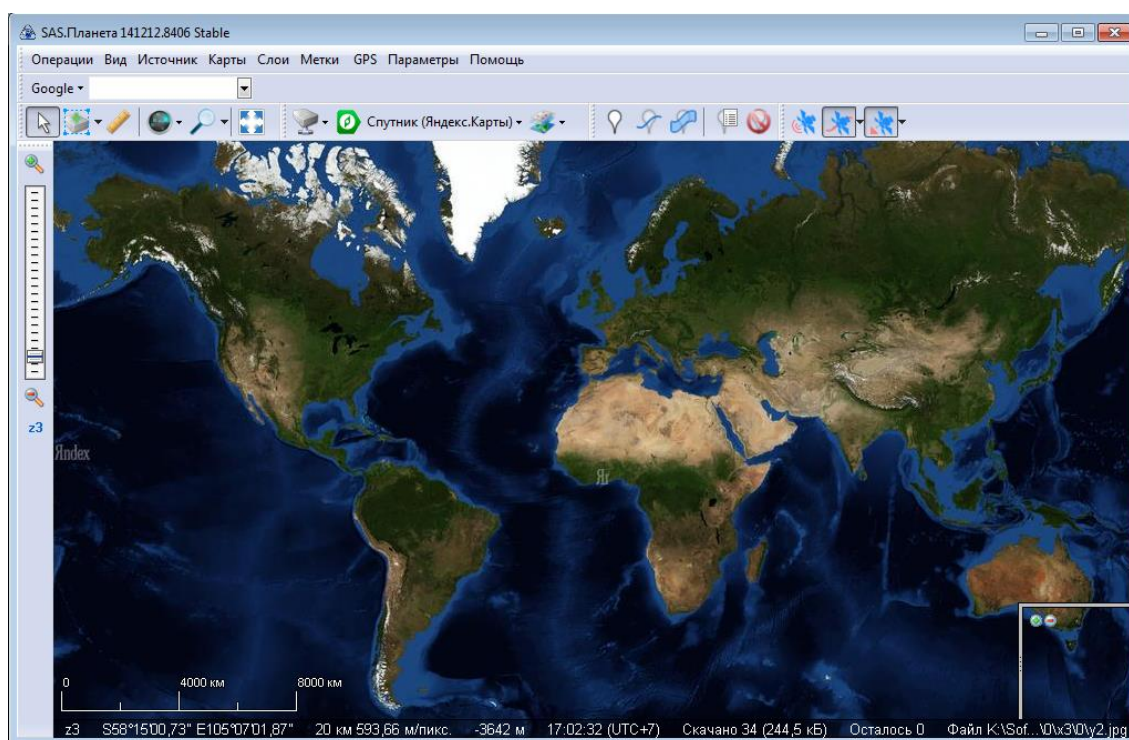 SAS.Планета 141212.8406 Stable
Операции Вид Источник Карты Слои Метки GPS Параметры Помощь
Google
Спутник (Яндекс.Карты)
z3
Яndex
Яr
0 4000 км 8000 км
z3 S58°15'00,73" E105°07'01,87" 20 км 593,66 м/пикс. -3642 м 17:02:32 (UTC+7) Скачано 34 (244,5 кБ) Осталось 0 Файл K:\Sof...\0\x3\0\y2.jpg